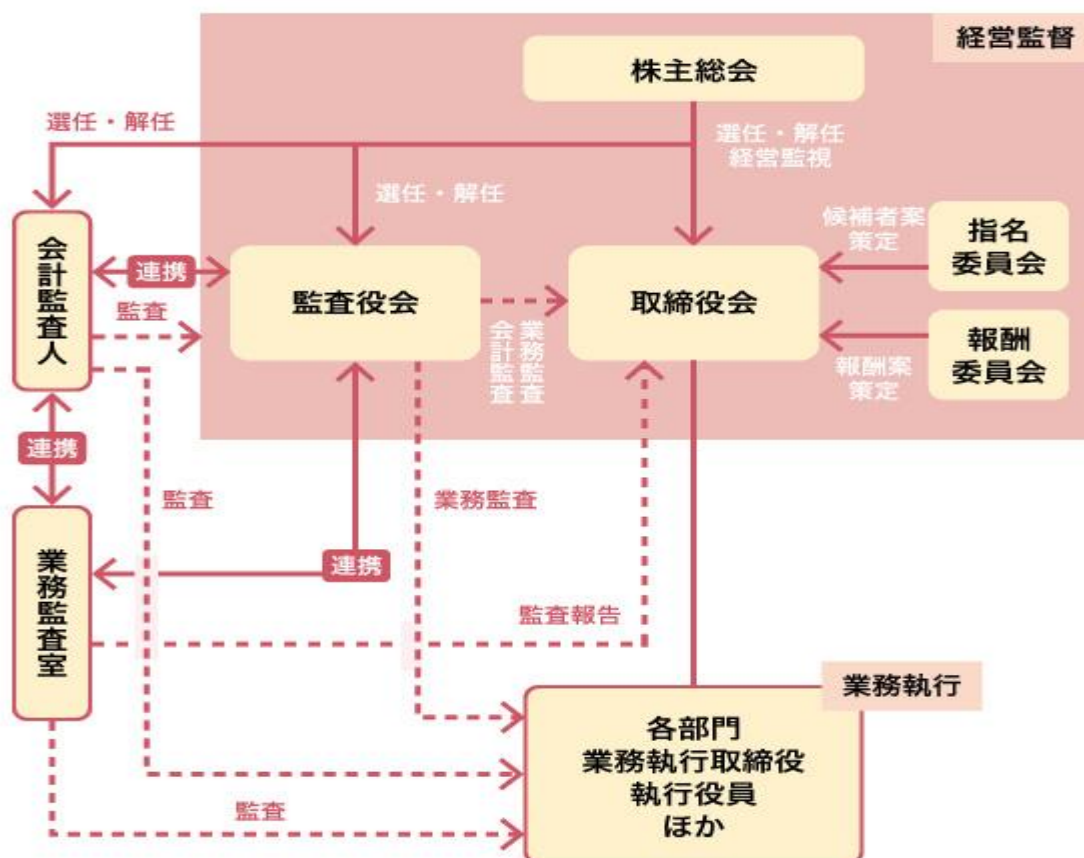 経営監督
株主総会
選任・解任
選任・解任
経営監視
選任・解任
候補者案
策定
指名
委員会
会計監査人
連携
監査役会
取締役会
監査
業務監査
会計監査
報酬
委員会
報酬案
策定
連携
監査
業務監査
業務監査室
連携
監査報告
業務執行
各部門
業務執行取締役
執行役員
ほか
監査